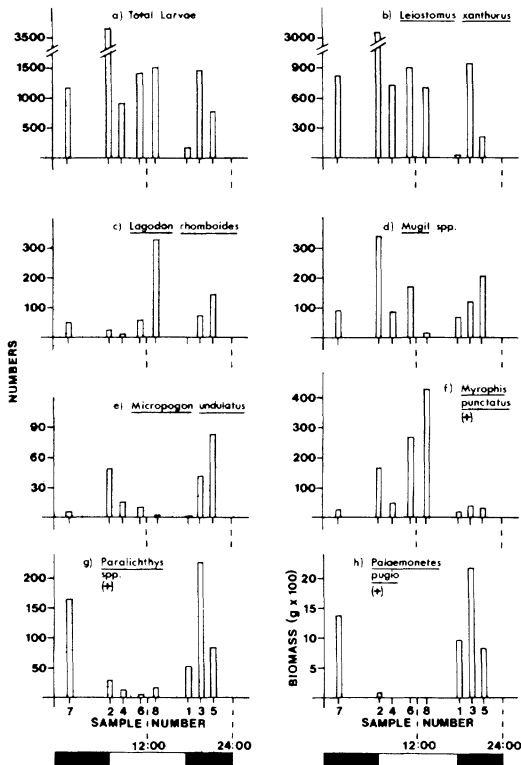 a) Total Larvae
3500
1500
1000
500
b) Leiostomus xanthurus
3000
900
600
300
c) Lagodon rhomboides
300
200
100
d) Mugil spp.
300
200
100
NUMBERS
e) Micropogon undulatus
90
60
30
f) Myrophis
punctatus
(+)
400
300
200
100
g) Paralichthys
spp.
(+)
200
150
100
50
h) Palaemonetes
pugio
(+)
BIOMASS (g x 100)
20
15
10
5
7 2 4 6 8 1 3 5
SAMPLE NUMBER
12:00 24:00
7 2 4 6 8 1 3 5
SAMPLE NUMBER
12:00 24:00